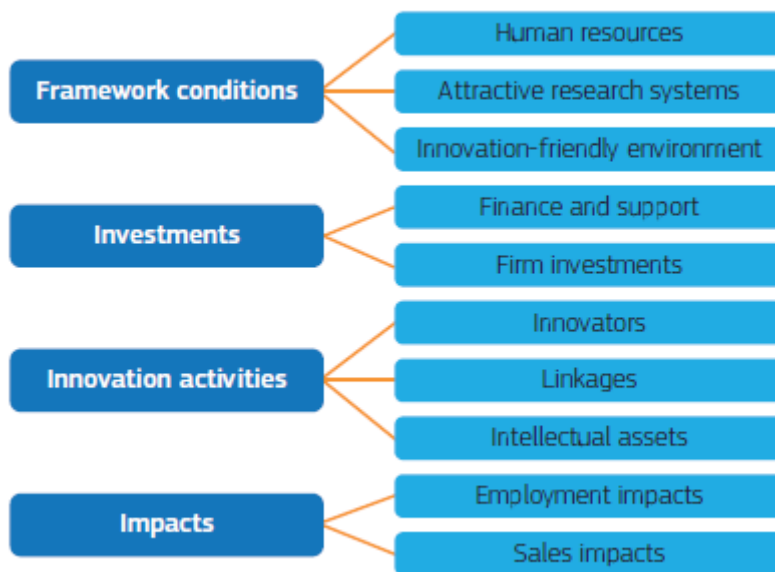 Framework conditions
Human resources
Attractive research systems
Innovation-friendly environment
Investments
Finance and support
Firm investments
Innovation activities
Innovators
Linkages
Intellectual assets
Impacts
Employment impacts
Sales impacts